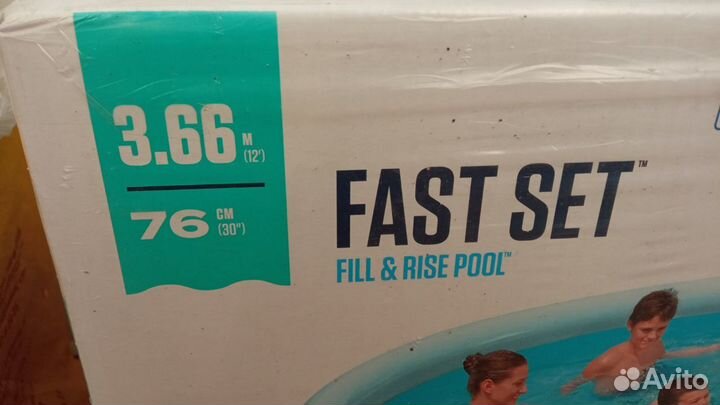 3.66 M (12')
76 CM (30")
FAST SET™
FILL & RISE POOL™
Avito